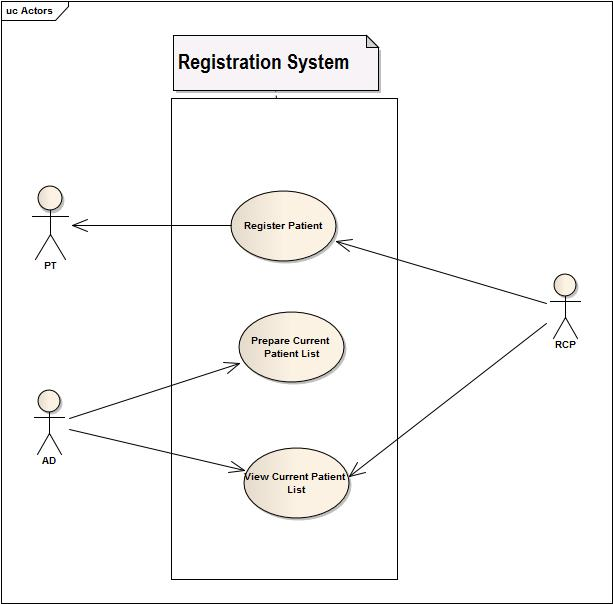 uc Actors
Registration System
Register Patient
PT
Prepare Current
Patient List
RCP
AD
View Current Patient
List